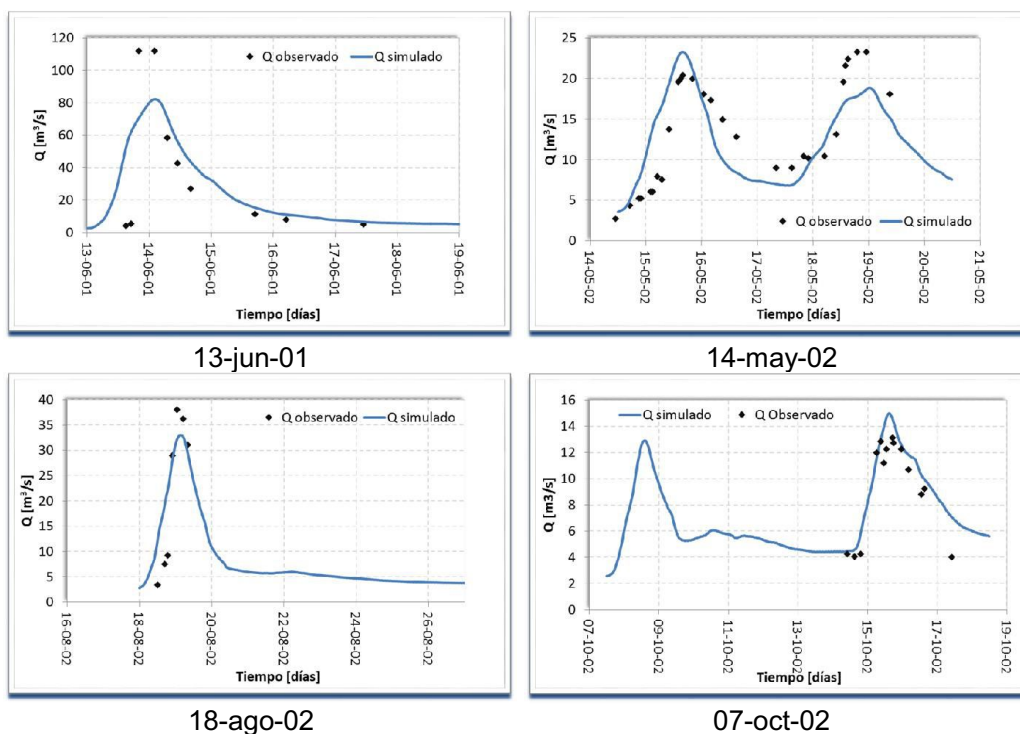 120
100
80
60
40
20
0
Q [m³/s]
Q observado
Q simulado
13-06-01
14-06-01
15-06-01
16-06-01
17-06-01
18-06-01
19-06-01
Tiempo [días]
13-jun-01
25
20
15
10
5
0
Q [m³/s]
Q observado
Q simulado
14-05-02
15-05-02
16-05-02
17-05-02
18-05-02
19-05-02
20-05-02
21-05-02
Tiempo [días]
14-may-02
40
35
30
25
20
15
10
5
0
Q [m³/s]
Q observado
Q simulado
16-08-02
18-08-02
20-08-02
22-08-02
24-08-02
26-08-02
Tiempo [días]
18-ago-02
16
14
12
10
8
6
4
2
0
Q [m3/s]
Q simulado
Q Observado
07-10-02
09-10-02
11-10-02
13-10-02
15-10-02
17-10-02
19-10-02
Tiempo [días]
07-oct-02